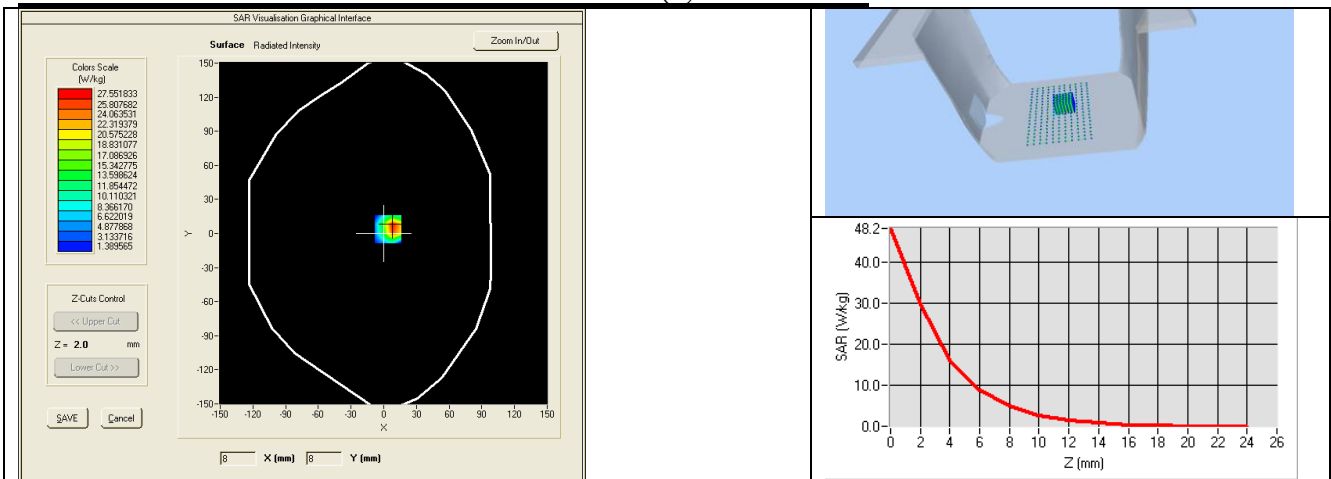 SAR Visualisation Graphical Interface
Surface Radiated Intensity
Zoom In/Out
Colors Scale
(W/kg)
27.551833
25.807682
24.063531
22.319379
20.575228
18.831077
17.086926
15.342775
13.598624
11.854472
10.110321
8.366170
6.622019
4.877868
3.133716
1.389565
Z-Cuts Control
<< Upper Cut
Z = 2.0 mm
Lower Cut >>
SAVE Cancel
150
120
90
60
30
0
-30
-60
-90
-120
-150
Y
-150 -120 -90 -60 -30 0 30 60 90 120 150
X
8 X (mm) 8 Y (mm)
48.2
40.0
30.0
20.0
10.0
0.0
SAR (W/kg)
0 2 4 6 8 10 12 14 16 18 20 22 24 26
Z (mm)